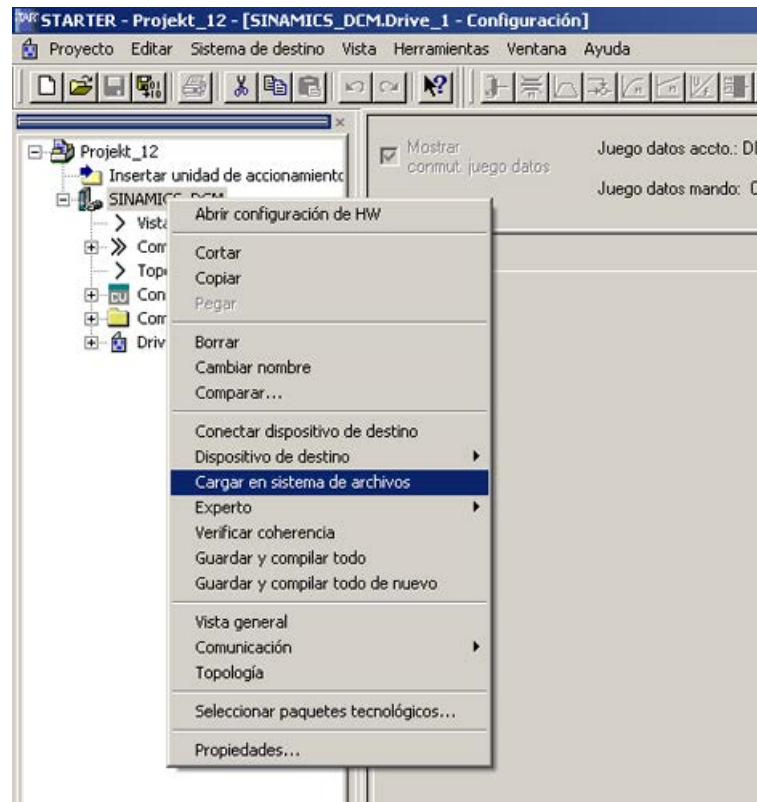 STARTER - Projekt_12 - [SINAMICS_DCM.Drive_1 - Configuración]
Proyecto Editar Sistema de destino Vista Herramientas Ventana Ayuda
Mostrar
conmut. juego datos
Juego datos accto.:
Juego datos mando:
Projekt_12
Insertar unidad de accionamiento
SINAMICS_DCM
Abrir configuración de HW
Cortar
Copiar
Pegar
Borrar
Cambiar nombre
Comparar...
Conectar dispositivo de destino
Dispositivo de destino
Cargar en sistema de archivos
Experto
Verificar coherencia
Guardar y compilar todo
Guardar y compilar todo de nuevo
Vista general
Comunicación
Topología
Seleccionar paquetes tecnológicos...
Propiedades...